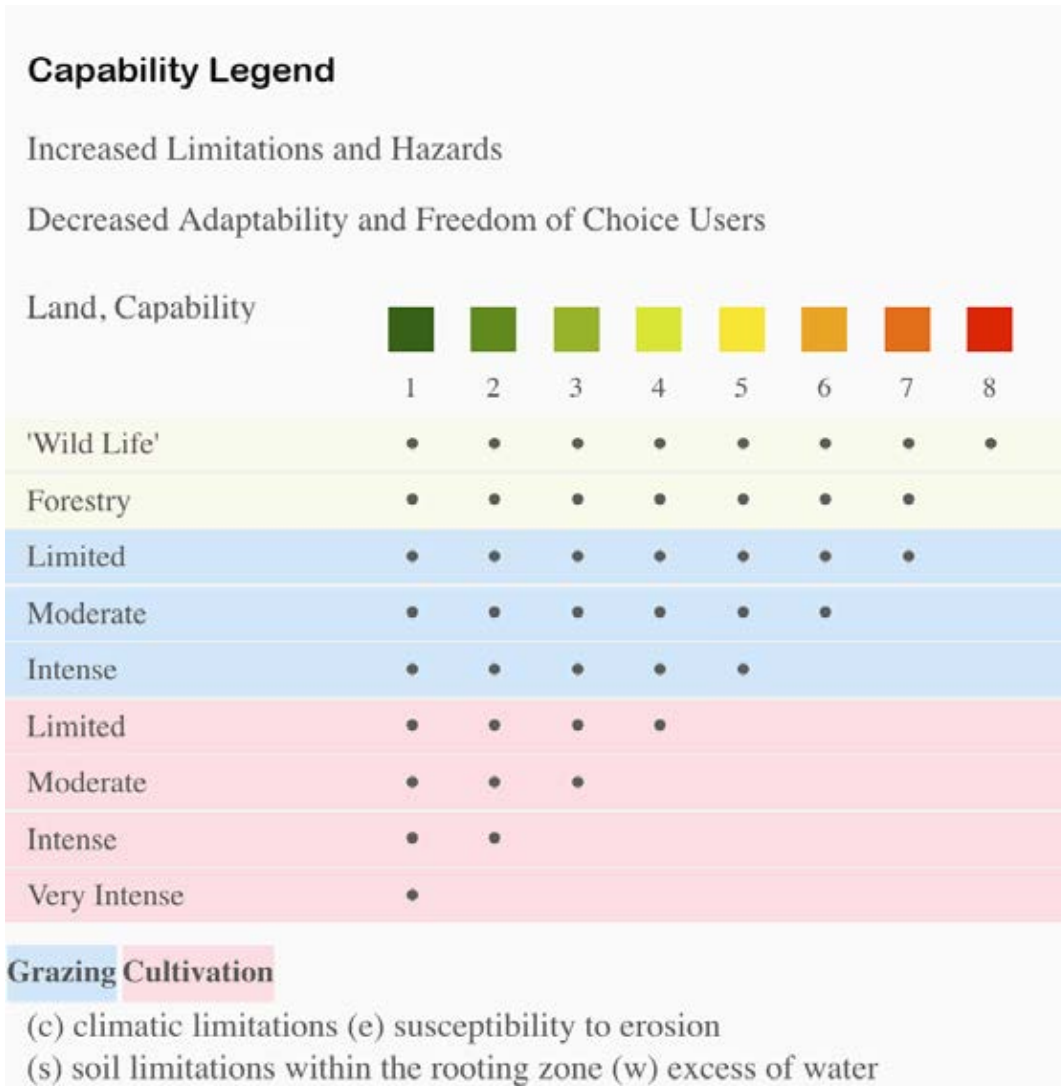 Capability Legend
Increased Limitations and Hazards
Decreased Adaptability and Freedom of Choice Users
Land, Capability
1 2 3 4 5 6 7 8
'Wild Life'
Forestry
Limited
Moderate
Intense
Limited
Moderate
Intense
Very Intense
Grazing Cultivation
(c) climatic limitations (e) susceptibility to erosion
(s) soil limitations within the rooting zone (w) excess of water